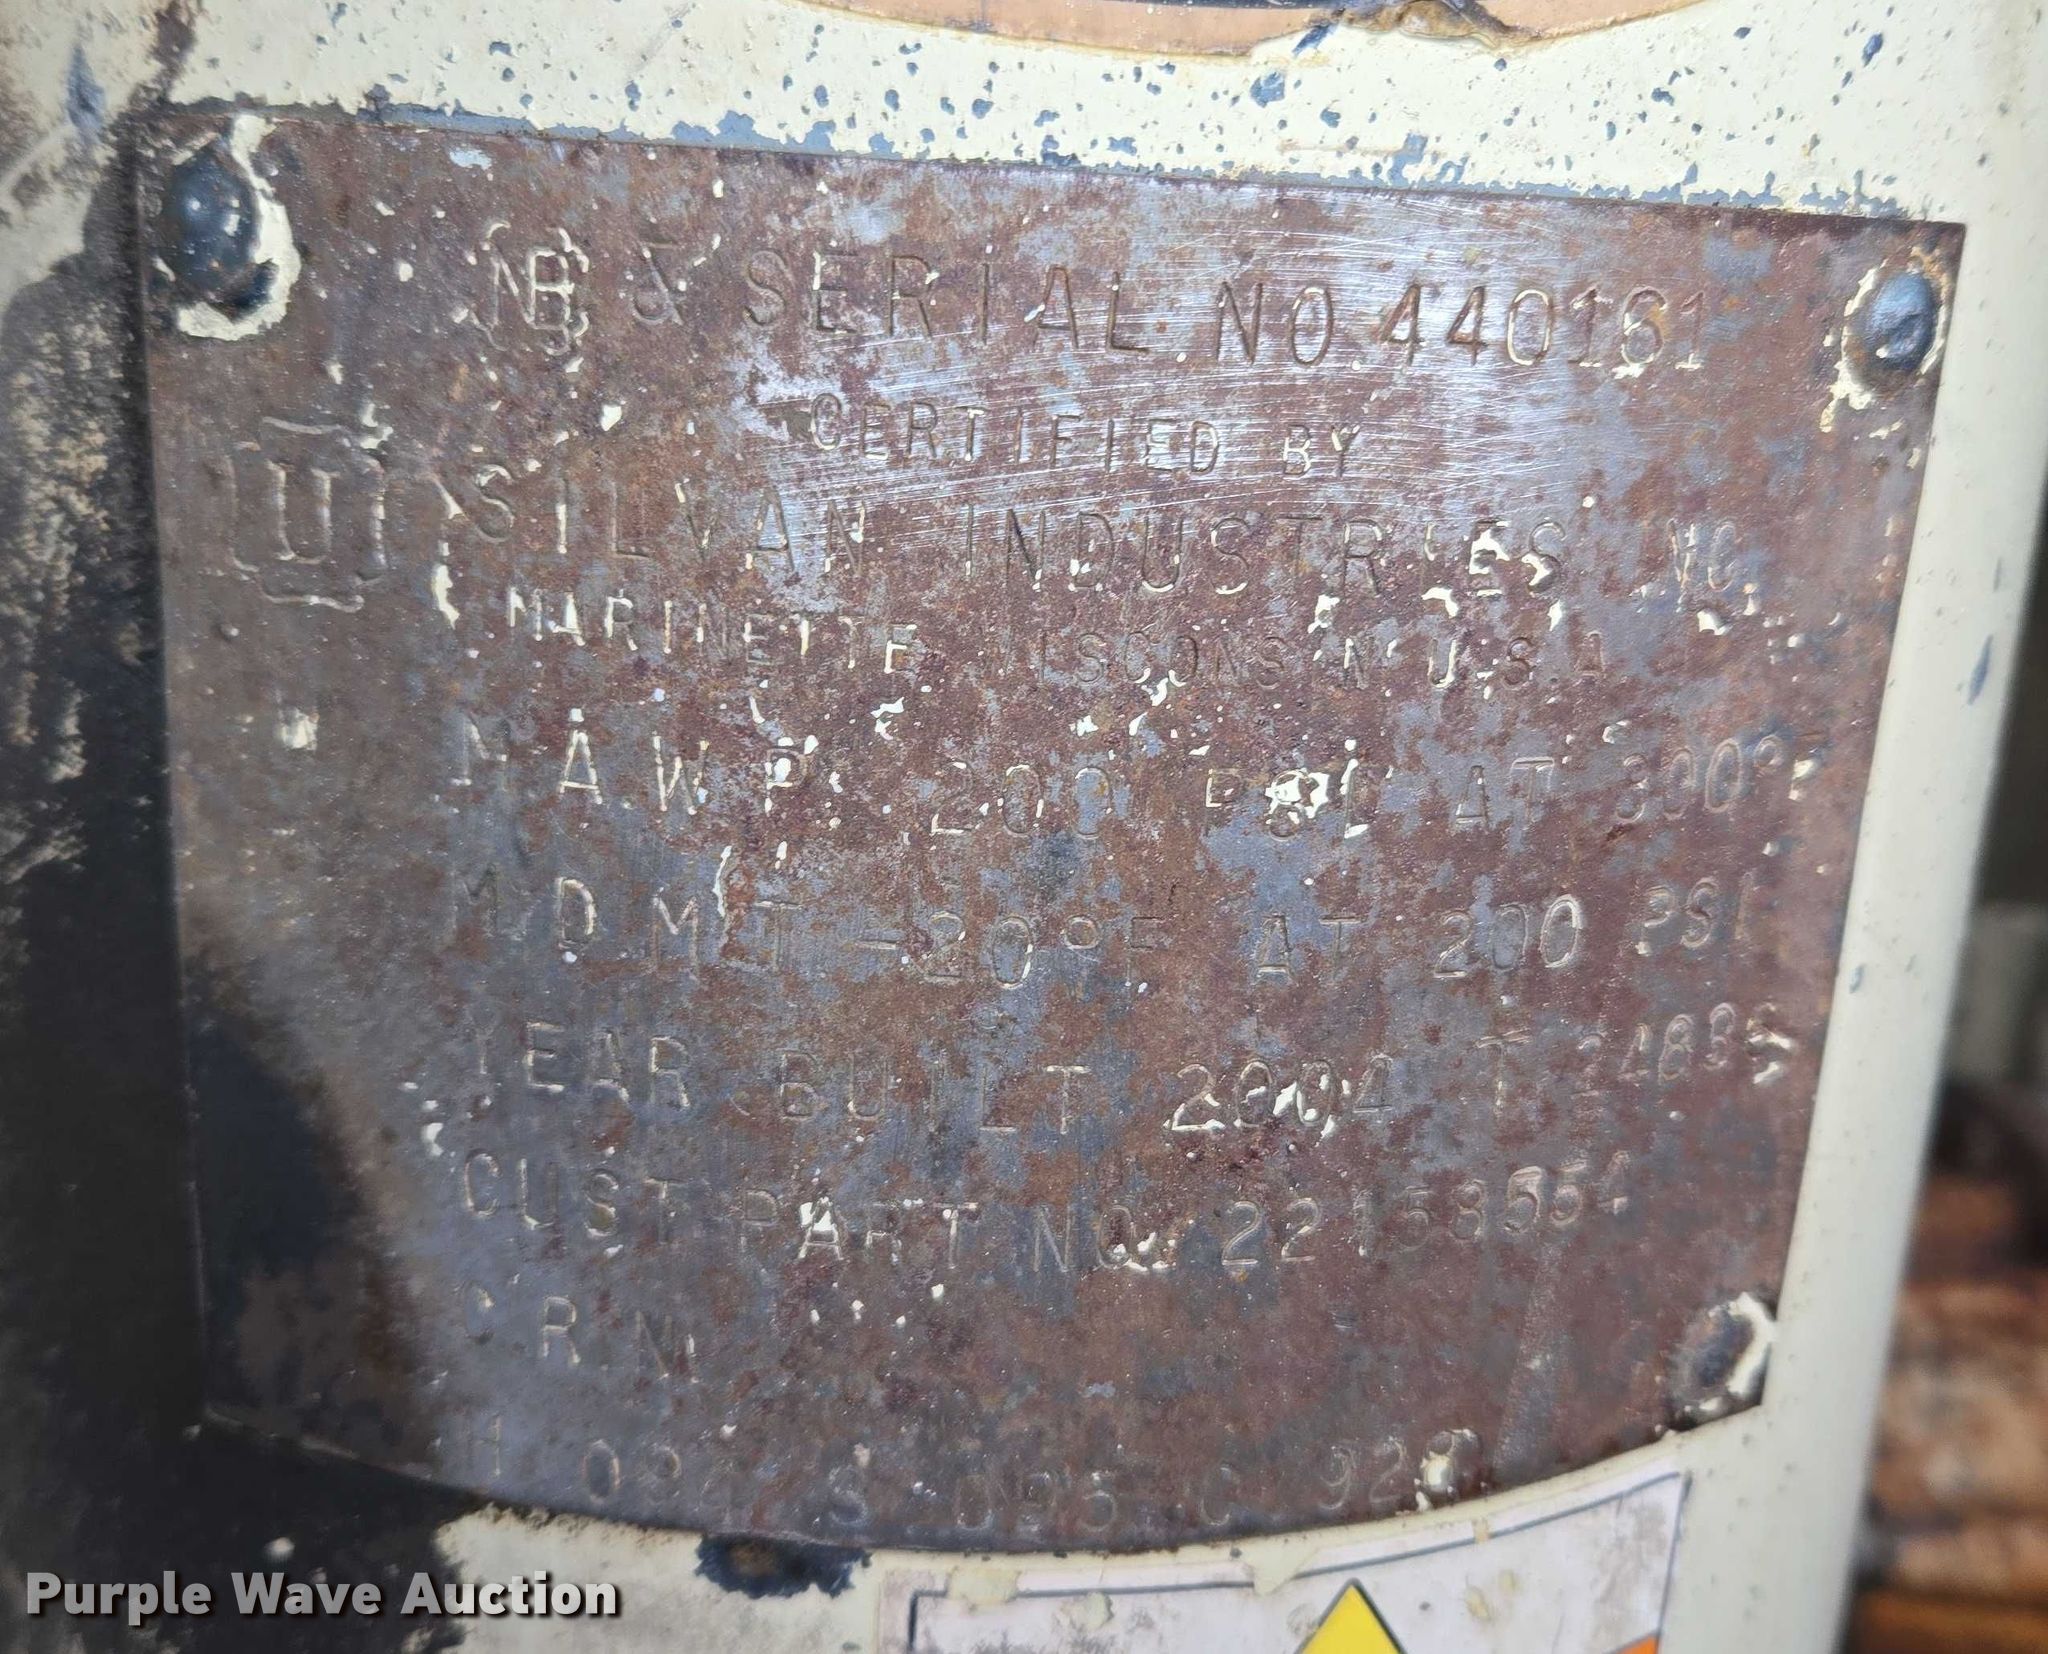 NB SERIAL NO. 440161
CERTIFIED BY
U SILVAN INDUSTRIES INC.
MARINETTE WISCONSIN U.S.A.
M.A.W.P. 200 PSI AT 300°F
M.D.M.T. -20°F AT 200 PSI
YEAR BUILT 2004 T
CUST PART NO. 22158554
C R N
H S .095 C
Purple Wave Auction